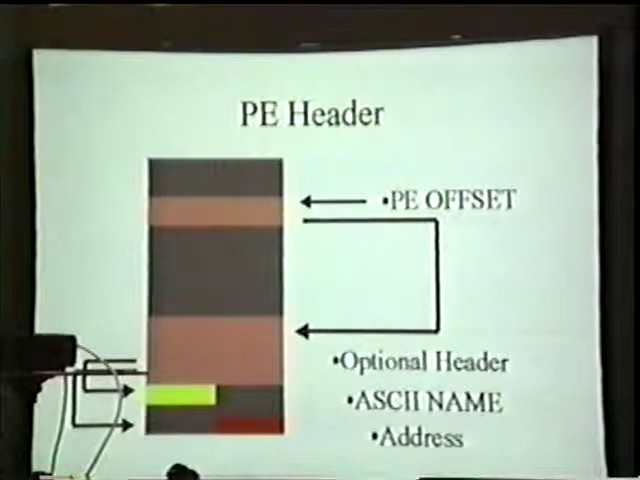 PE Header
•PE OFFSET
•Optional Header
•ASCII NAME
•Address